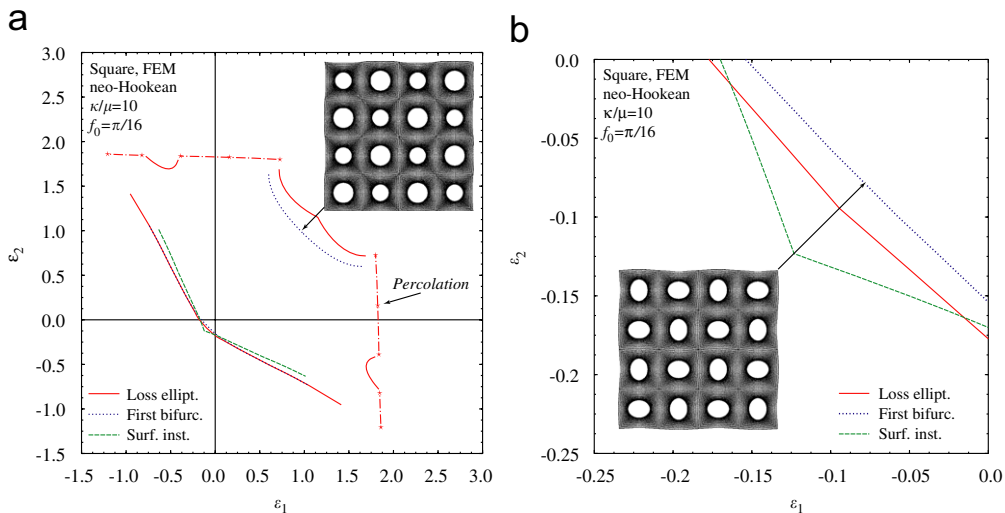 a
3.0
2.5
2.0
1.5
1.0
0.5
0.0
-0.5
-1.0
-1.5
ε2
Square, FEM
neo-Hookean
κ/μ=10
f0=π/16
Percolation
Loss ellipt.
First bifurc.
Surf. inst.
-1.5 -1.0 -0.5 0.0 0.5 1.0 1.5 2.0 2.5 3.0
ε1
b
0.0
-0.05
-0.1
-0.15
-0.2
-0.25
ε2
Square, FEM
neo-Hookean
κ/μ=10
f0=π/16
Loss ellipt.
First bifurc.
Surf. inst.
-0.25 -0.2 -0.15 -0.1 -0.05 0.0
ε1